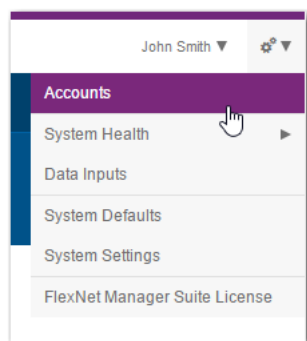 John Smith ▼ ▼
Accounts
System Health ►
Data Inputs
System Defaults
System Settings
FlexNet Manager Suite License